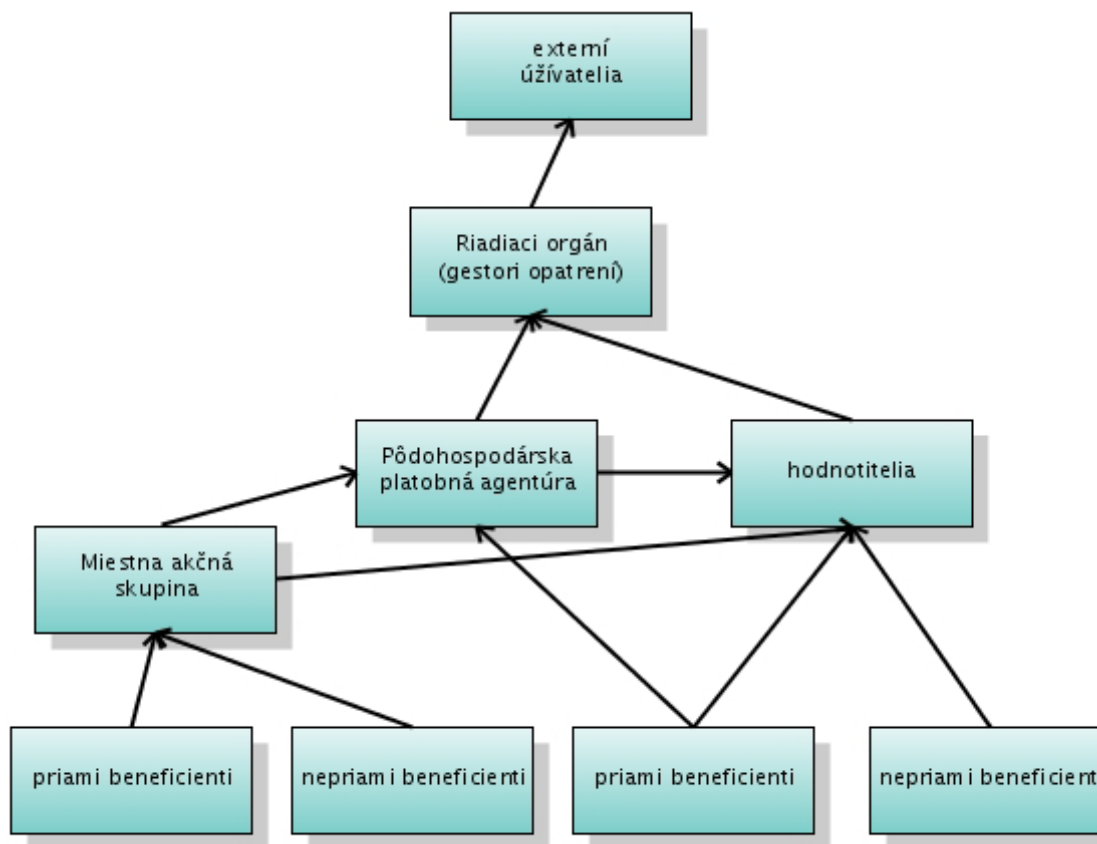 externí
úžívatelia
Riadiaci orgán
(gestori opatrení)
Pôdohospodárska
platobná agentúra
hodnotitelia
Miestna akčná
skupina
priami beneficienti
nepriami beneficienti
priami beneficienti
nepriami beneficient